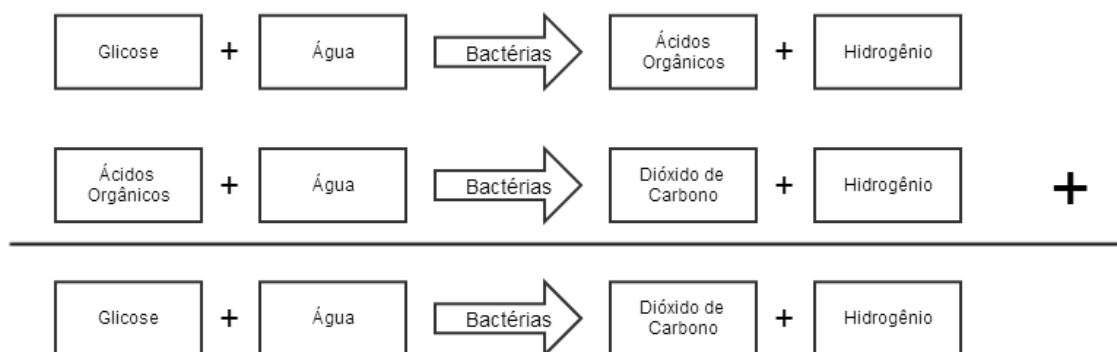 Glicose + Água Bactérias Ácidos Orgânicos + Hidrogênio
Ácidos Orgânicos + Água Bactérias Dióxido de Carbono + Hidrogênio +
Glicose + Água Bactérias Dióxido de Carbono + Hidrogênio